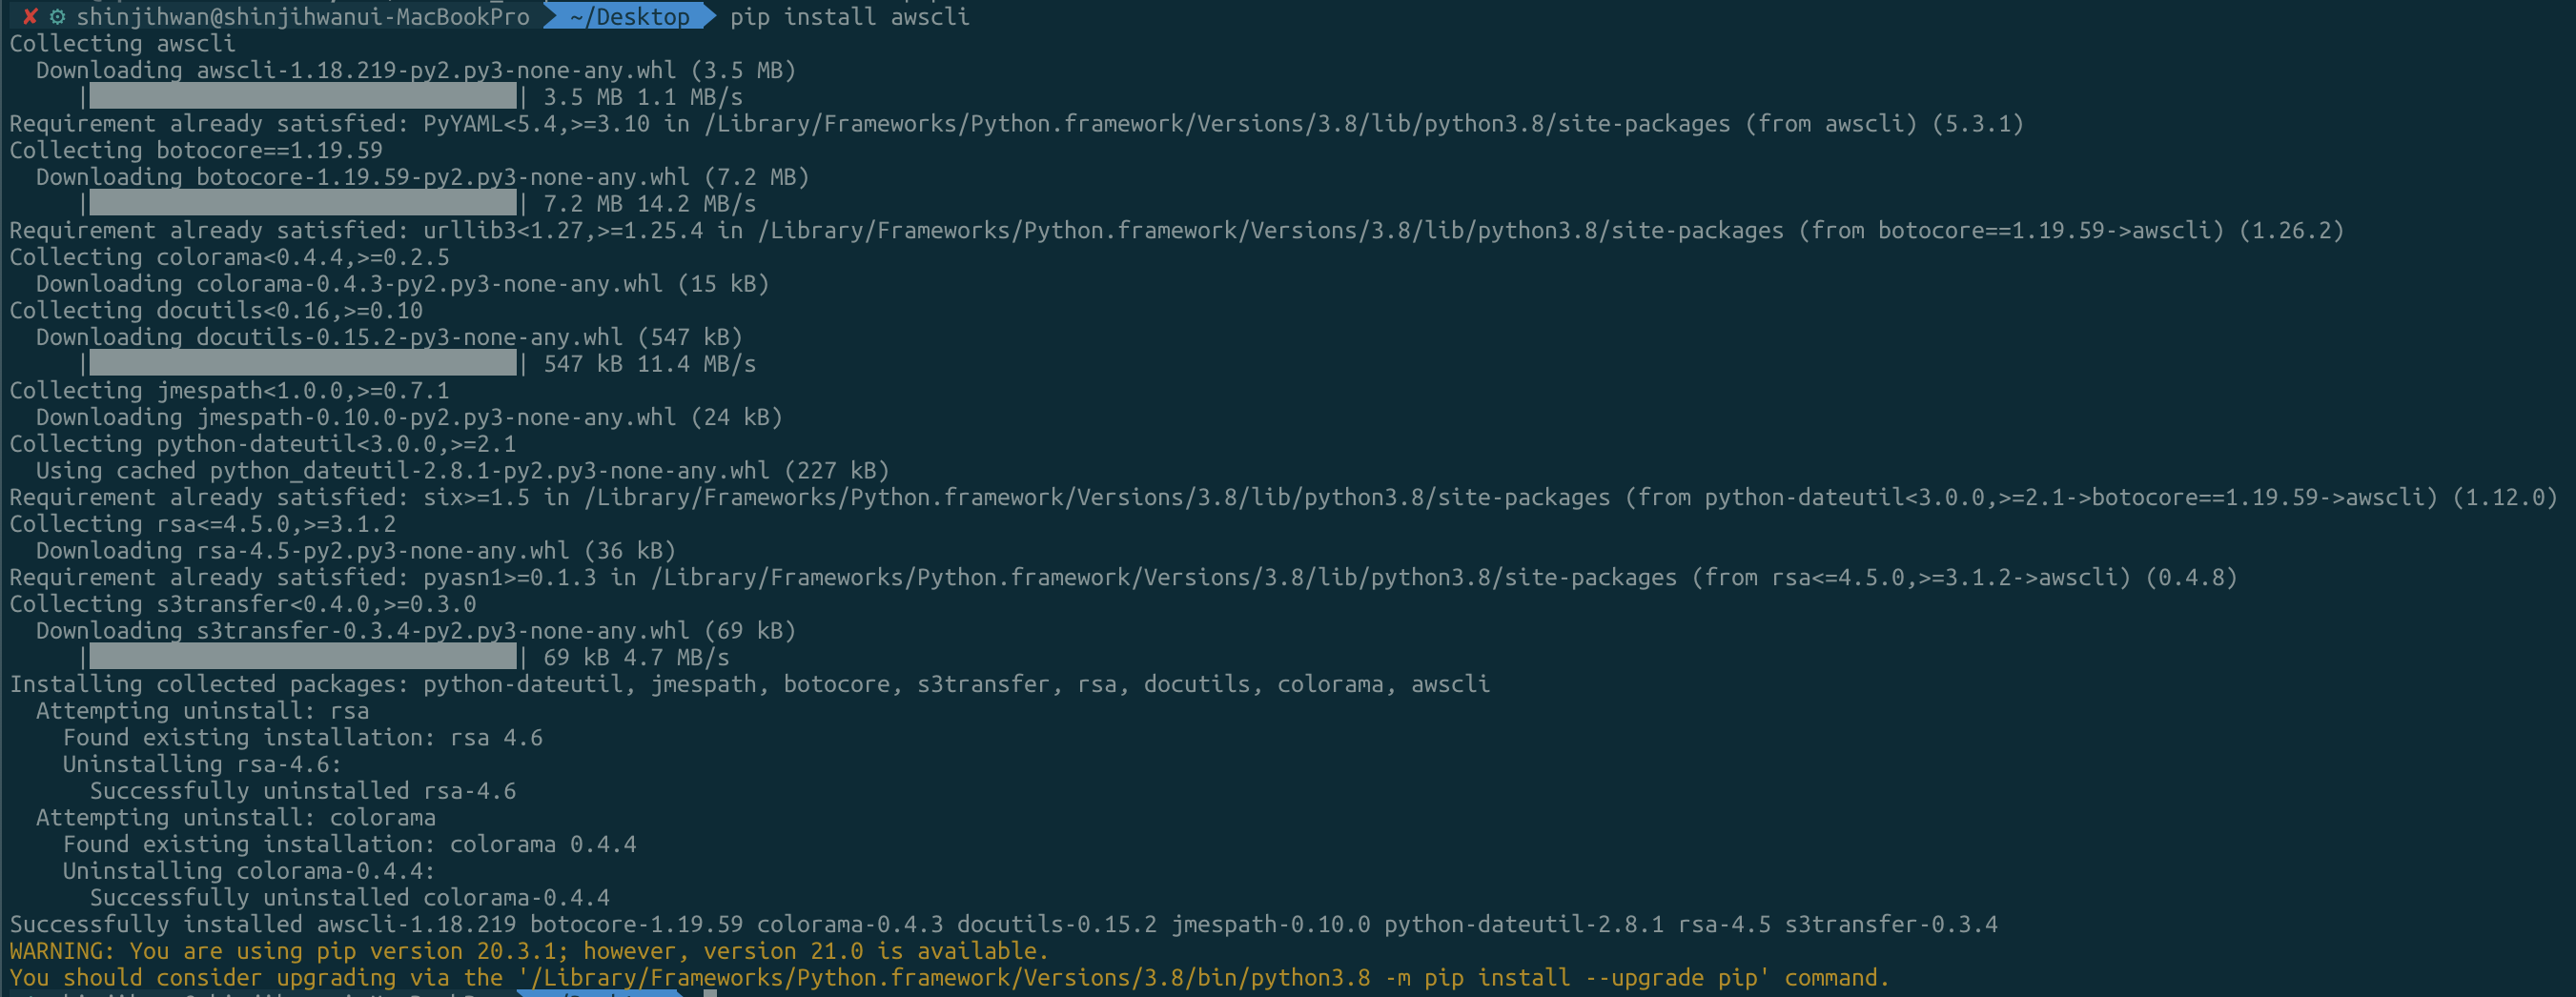 ✘ ⚙ shinjihwan@shinjihwanui-MacBookPro ~/Desktop pip install awscli
Collecting awscli
Downloading awscli-1.18.219-py2.py3-none-any.whl (3.5 MB)
|████████████████████████████████| 3.5 MB 1.1 MB/s
Requirement already satisfied: PyYAML<5.4,>=3.10 in /Library/Frameworks/Python.framework/Versions/3.8/lib/python3.8/site-packages (from awscli) (5.3.1)
Collecting botocore==1.19.59
Downloading botocore-1.19.59-py2.py3-none-any.whl (7.2 MB)
|████████████████████████████████| 7.2 MB 14.2 MB/s
Requirement already satisfied: urllib3<1.27,>=1.25.4 in /Library/Frameworks/Python.framework/Versions/3.8/lib/python3.8/site-packages (from botocore==1.19.59->awscli) (1.26.2)
Collecting colorama<0.4.4,>=0.2.5
Downloading colorama-0.4.3-py2.py3-none-any.whl (15 kB)
Collecting docutils<0.16,>=0.10
Downloading docutils-0.15.2-py3-none-any.whl (547 kB)
|████████████████████████████████| 547 kB 11.4 MB/s
Collecting jmespath<1.0.0,>=0.7.1
Downloading jmespath-0.10.0-py2.py3-none-any.whl (24 kB)
Collecting python-dateutil<3.0.0,>=2.1
Using cached python_dateutil-2.8.1-py2.py3-none-any.whl (227 kB)
Requirement already satisfied: six>=1.5 in /Library/Frameworks/Python.framework/Versions/3.8/lib/python3.8/site-packages (from python-dateutil<3.0.0,>=2.1->botocore==1.19.59->awscli) (1.12.0)
Collecting rsa<=4.5.0,>=3.1.2
Downloading rsa-4.5-py2.py3-none-any.whl (36 kB)
Requirement already satisfied: pyasn1>=0.1.3 in /Library/Frameworks/Python.framework/Versions/3.8/lib/python3.8/site-packages (from rsa<=4.5.0,>=3.1.2->awscli) (0.4.8)
Collecting s3transfer<0.4.0,>=0.3.0
Downloading s3transfer-0.3.4-py2.py3-none-any.whl (69 kB)
|████████████████████████████████| 69 kB 4.7 MB/s
Installing collected packages: python-dateutil, jmespath, botocore, s3transfer, rsa, docutils, colorama, awscli
Attempting uninstall: rsa
Found existing installation: rsa 4.6
Uninstalling rsa-4.6:
Successfully uninstalled rsa-4.6
Attempting uninstall: colorama
Found existing installation: colorama 0.4.4
Uninstalling colorama-0.4.4:
Successfully uninstalled colorama-0.4.4
Successfully installed awscli-1.18.219 botocore-1.19.59 colorama-0.4.3 docutils-0.15.2 jmespath-0.10.0 python-dateutil-2.8.1 rsa-4.5 s3transfer-0.3.4
WARNING: You are using pip version 20.3.1; however, version 21.0 is available.
You should consider upgrading via the '/Library/Frameworks/Python.framework/Versions/3.8/bin/python3.8 -m pip install --upgrade pip' command.